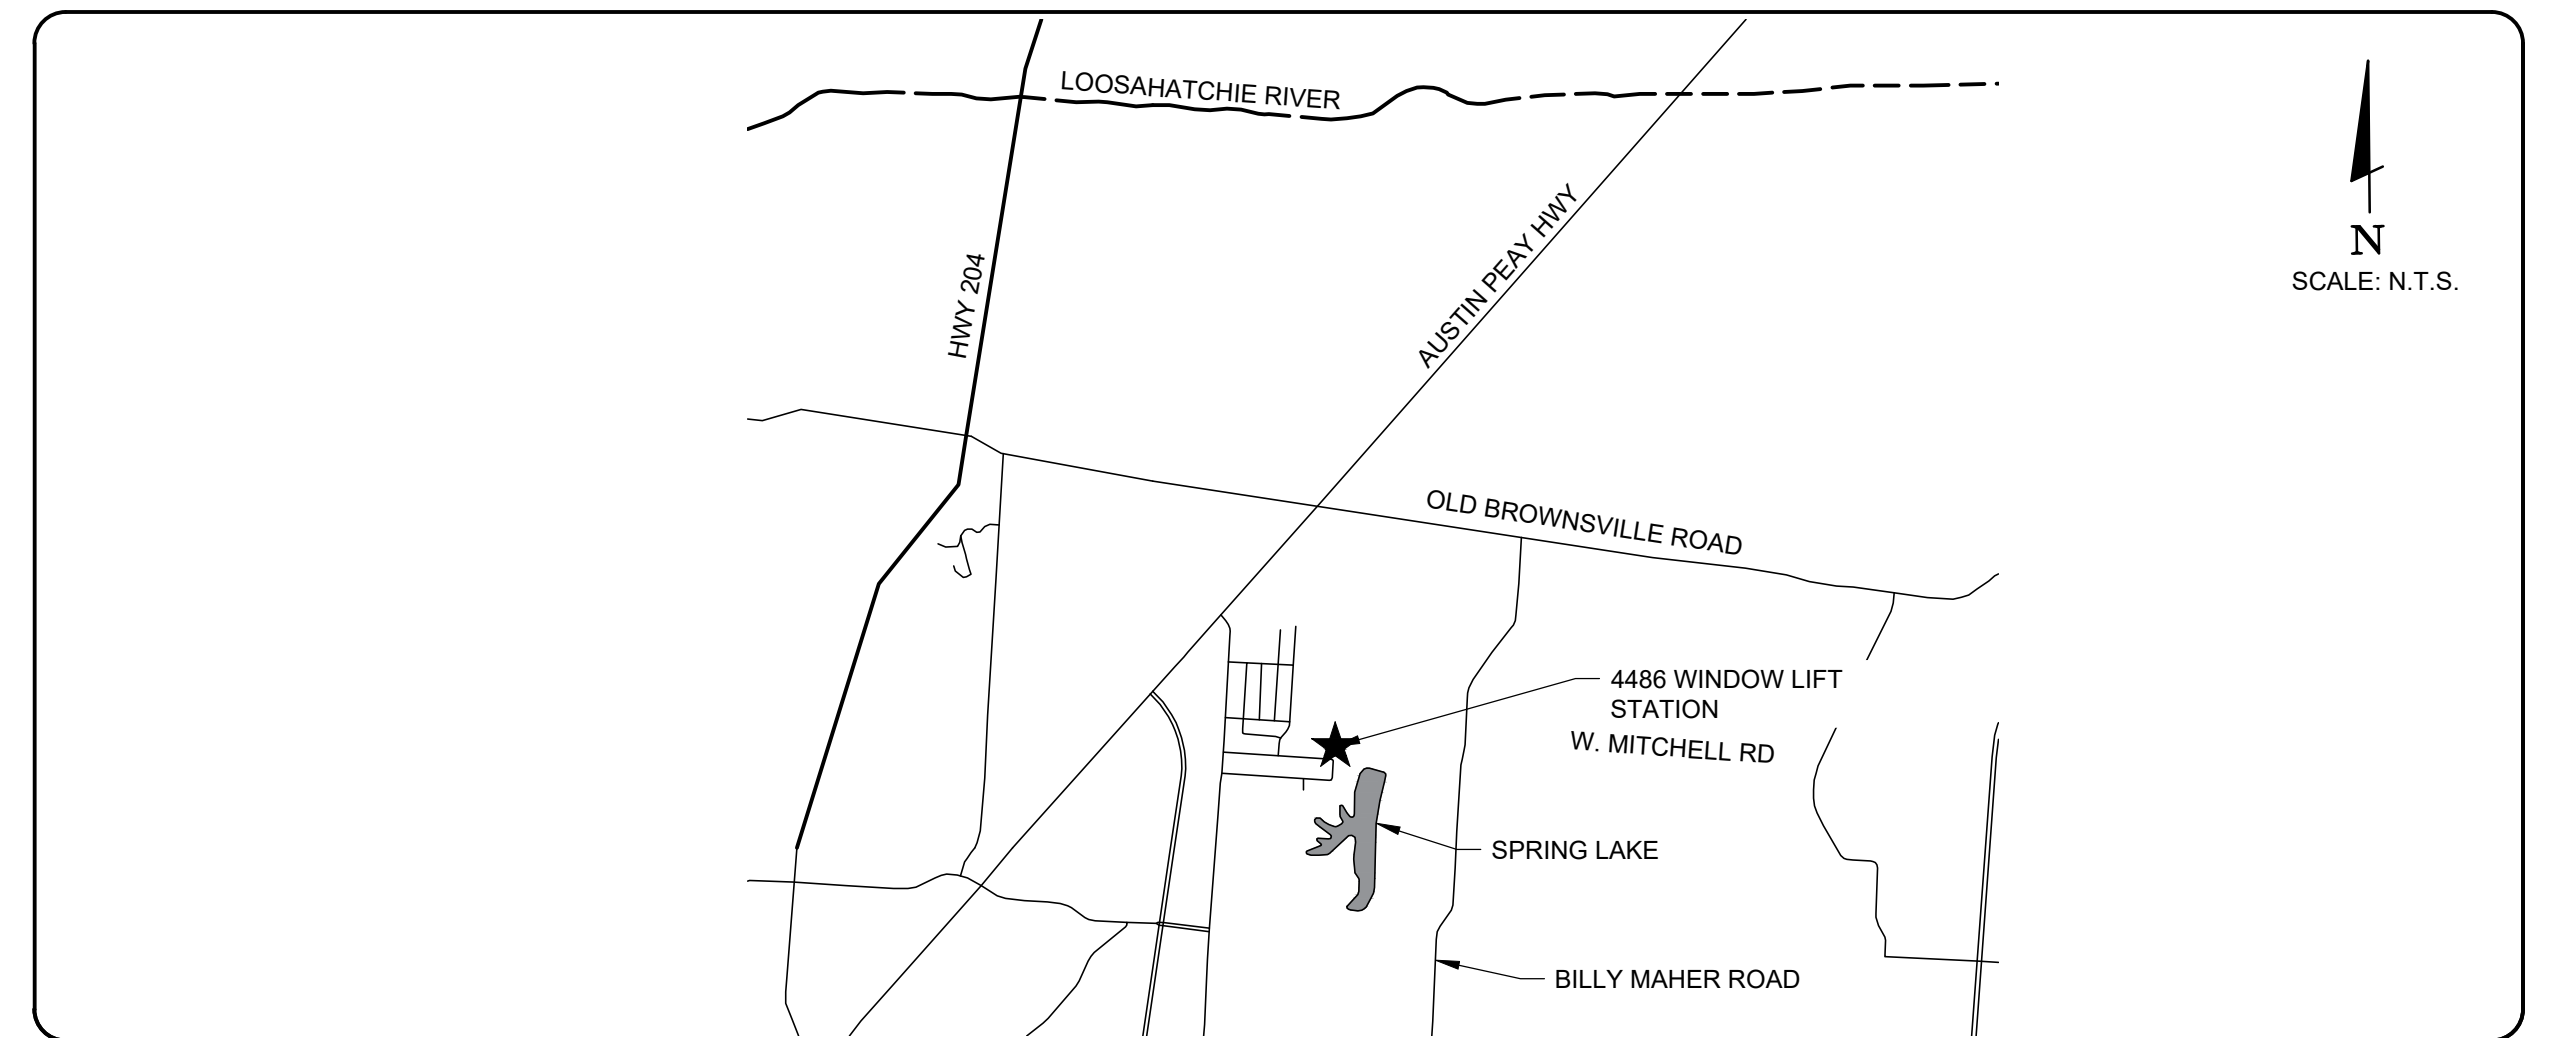 LOOSAHATCHIE RIVER
HWY 204
AUSTIN PEAY HWY
N
SCALE: N.T.S.
OLD BROWNSVILLE ROAD
4486 WINDOW LIFT
STATION
W. MITCHELL RD
SPRING LAKE
BILLY MAHER ROAD